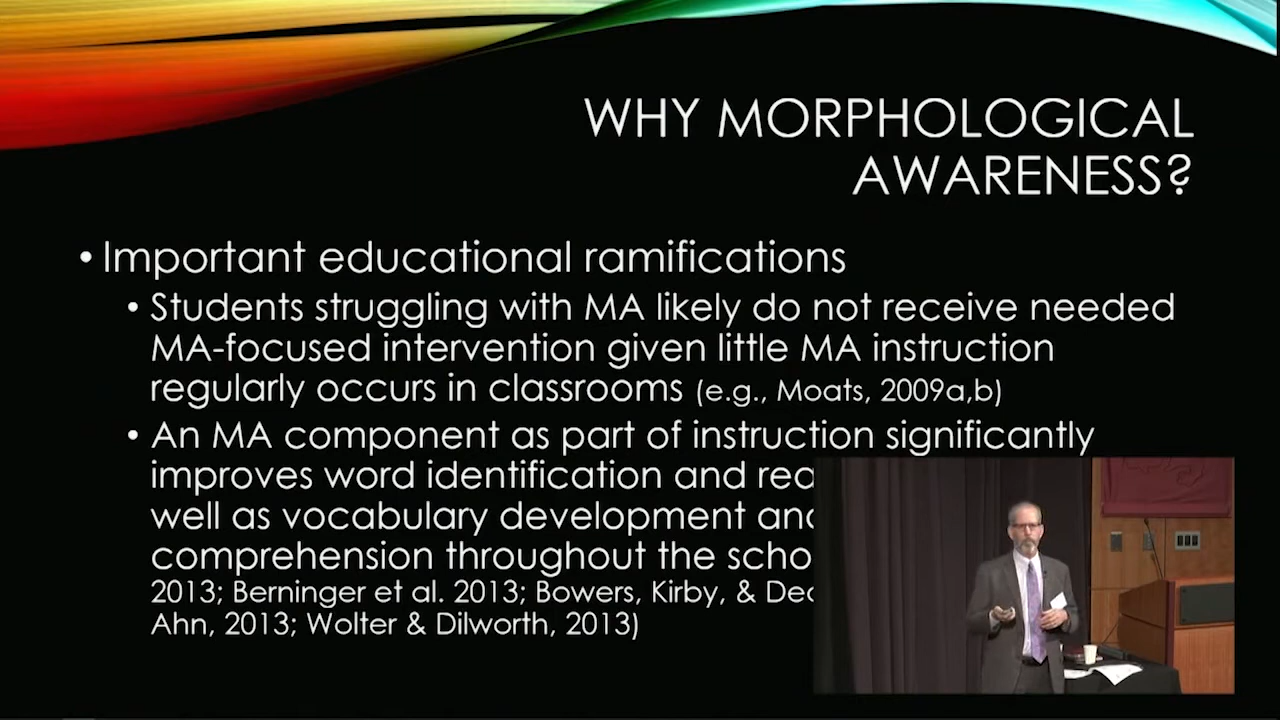 WHY MORPHOLOGICAL
AWARENESS?
• Important educational ramifications
• Students struggling with MA likely do not receive needed
MA-focused intervention given little MA instruction
regularly occurs in classrooms (e.g., Moats, 2009a,b)
• An MA component as part of instruction significantly
improves word identification and
well as vocabulary development
comprehension throughout the
2013; Berninger et al. 2013; Bowers, Kirby, &
Ahn, 2013; Wolter & Dilworth, 2013)